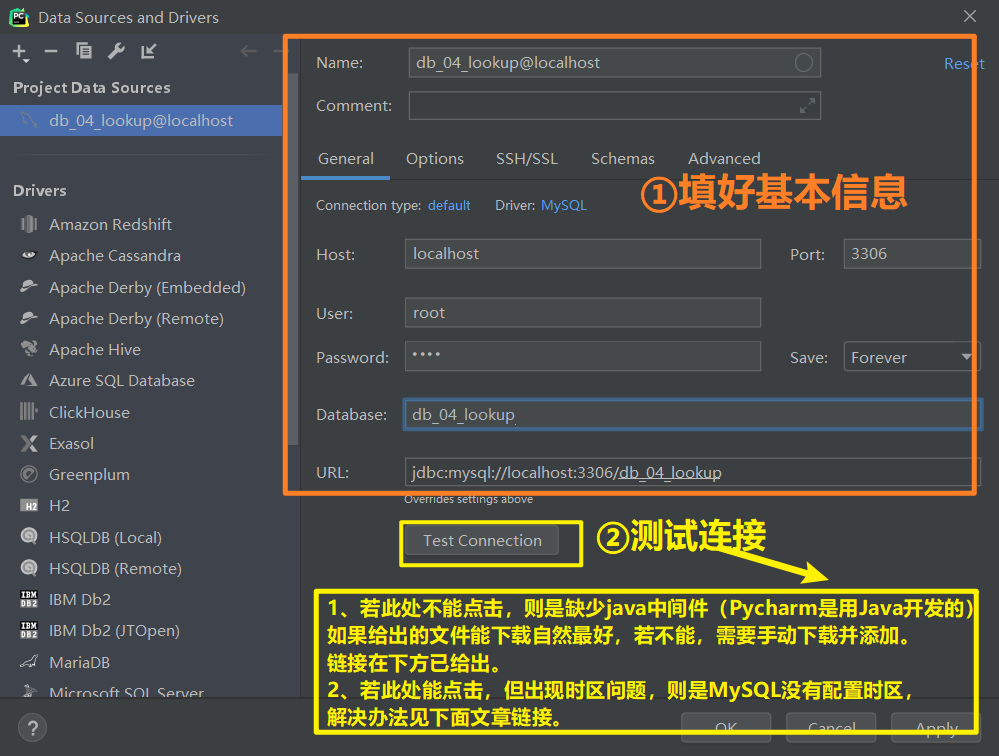 Data Sources and Drivers
Project Data Sources
db_04_lookup@localhost
Drivers
Amazon Redshift
Apache Cassandra
Apache Derby (Embedded)
Apache Derby (Remote)
Apache Hive
Azure SQL Database
ClickHouse
Exasol
Greenplum
H2
HSQLDB (Local)
HSQLDB (Remote)
IBM Db2
IBM Db2 (JTOpen)
MariaDB
Microsoft SQL Server
Name: db_04_lookup@localhost Reset
Comment:
General Options SSH/SSL Schemas Advanced
①填好基本信息
Connection type: default Driver: MySQL
Host: localhost Port: 3306
User: root
Password: •••• Save: Forever
Database: db_04_lookup
URL: jdbc:mysql://localhost:3306/db_04_lookup
Overrides settings above
Test Connection ②测试连接
1、若此处不能点击，则是缺少java中间件（Pycharm是用Java开发的）
如果给出的文件能下载自然最好，若不能，需要手动下载并添加。
链接在下方已给出。
2、若此处能点击，但出现时区问题，则是MySQL没有配置时区，
解决办法见下面文章链接。
? OK Cancel Apply